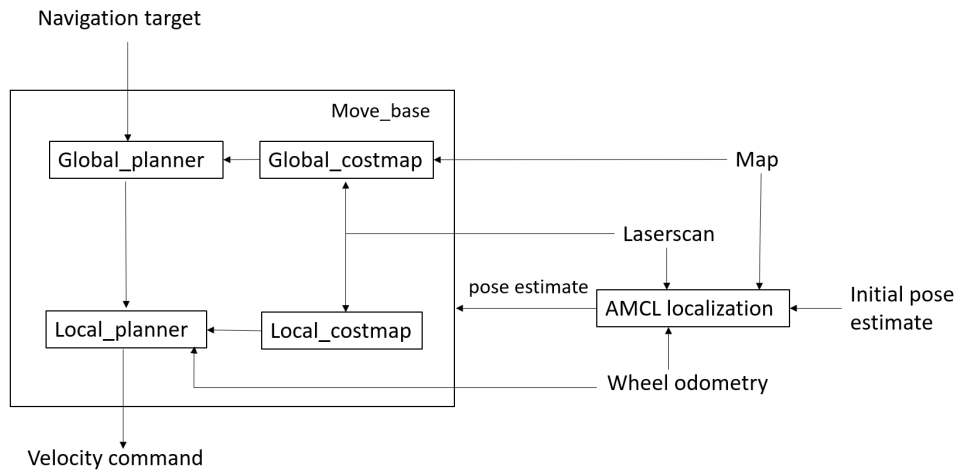 Navigation target
Move_base
Global_planner
Global_costmap
Map
Laserscan
pose estimate
AMCL localization
Initial pose
estimate
Local_planner
Local_costmap
Wheel odometry
Velocity command